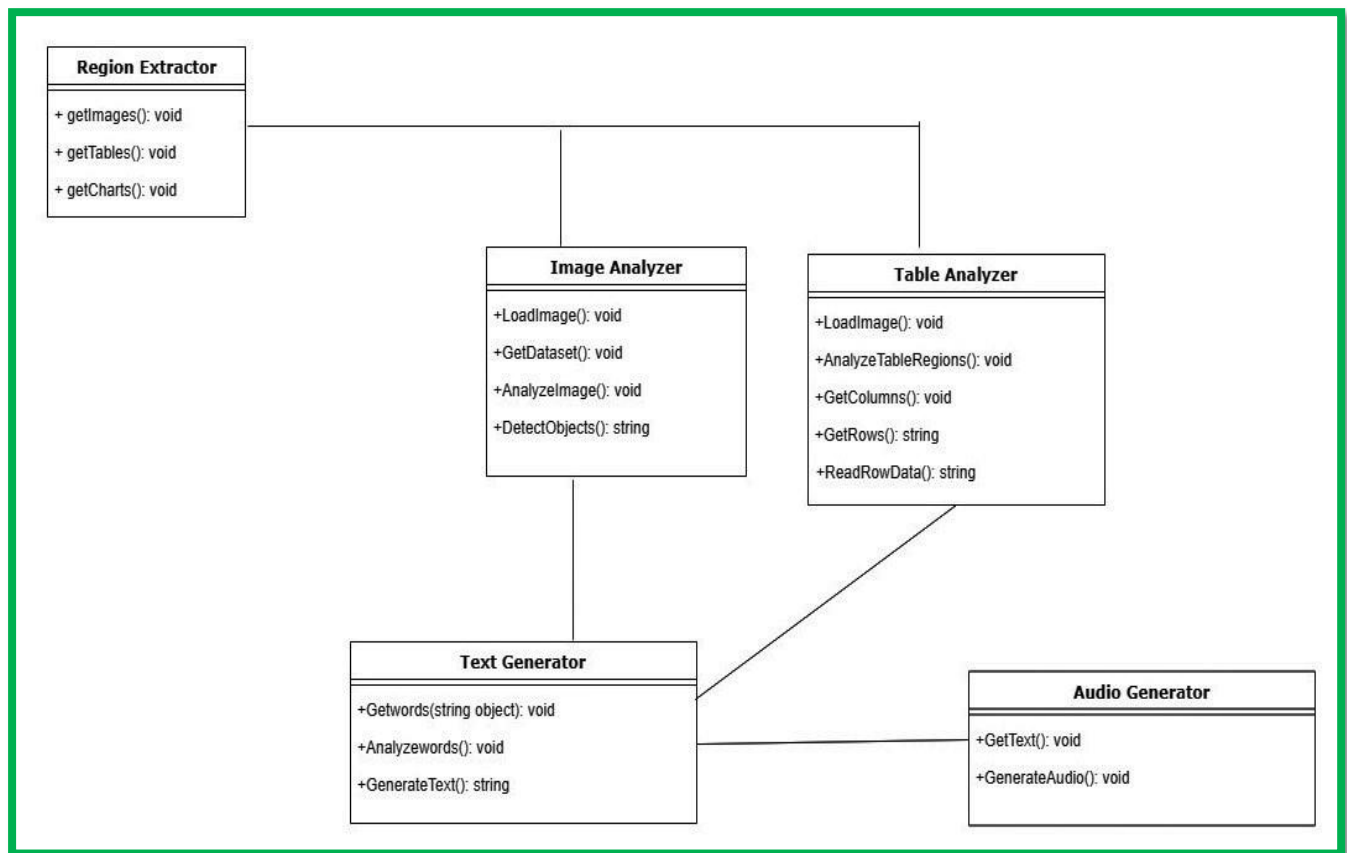 Region Extractor
+ getImages(): void
+ getTables(): void
+ getCharts(): void
Image Analyzer
+LoadImage(): void
+GetDataset(): void
+AnalyzeImage(): void
+DetectObjects(): string
Table Analyzer
+LoadImage(): void
+AnalyzeTableRegions(): void
+GetColumns(): void
+GetRows(): string
+ReadRowData(): string
Text Generator
+Getwords(string object): void
+Analyzewords(): void
+GenerateText(): string
Audio Generator
+GetText(): void
+GenerateAudio(): void